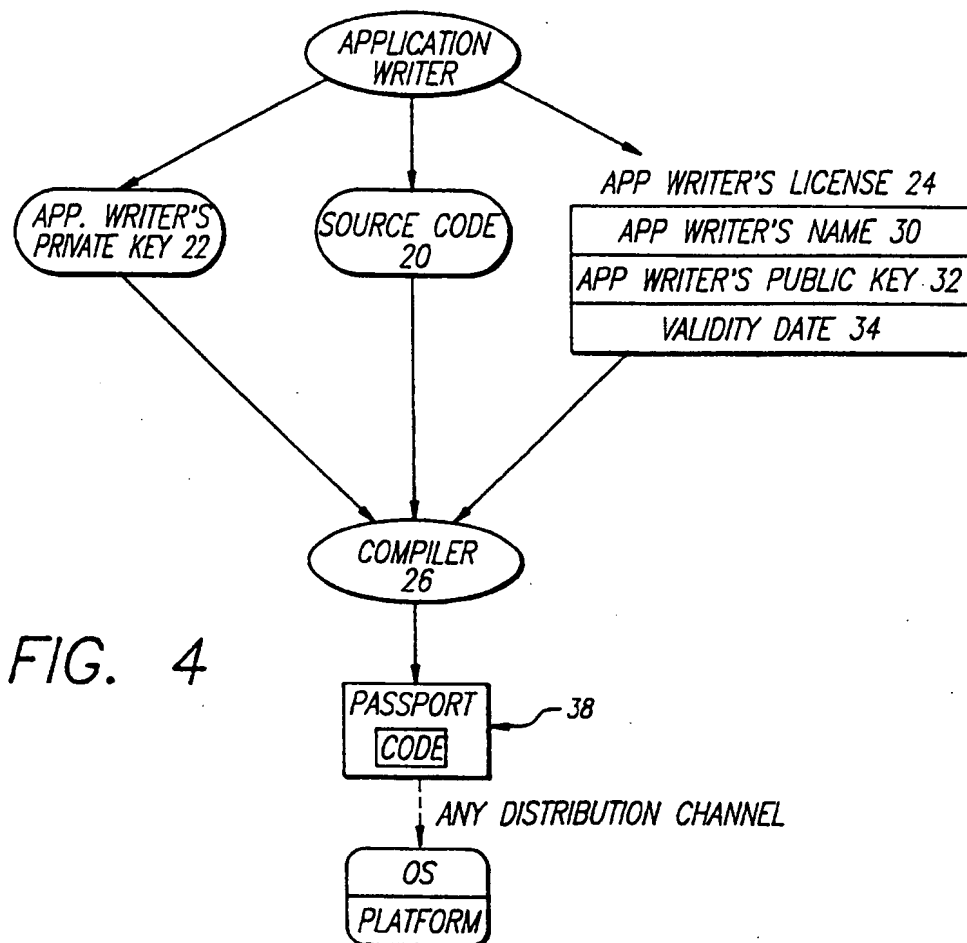 APPLICATION
WRITER
APP. WRITER'S
PRIVATE KEY 22
SOURCE CODE
20
APP WRITER'S LICENSE 24
APP WRITER'S NAME 30
APP WRITER'S PUBLIC KEY 32
VALIDITY DATE 34
COMPILER
26
FIG. 4
PASSPORT
CODE
38
ANY DISTRIBUTION CHANNEL
OS
PLATFORM